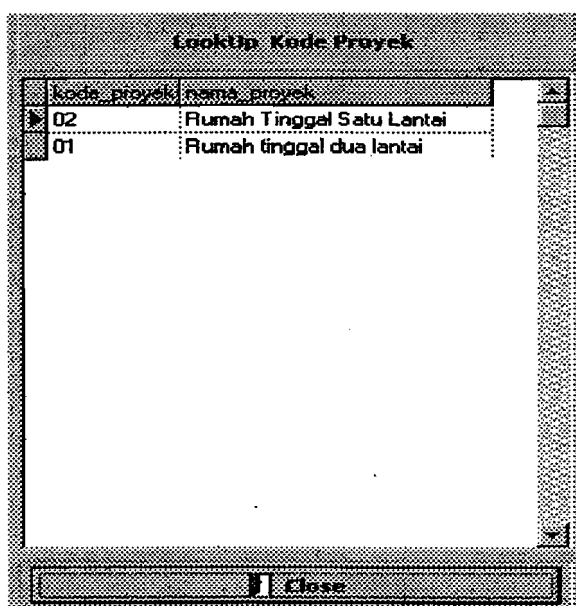 LookUp Kode Proyek
kode_proyek nama_proyek
02 Rumah Tinggal Satu Lantai
01 Rumah tinggal dua lantai
Close